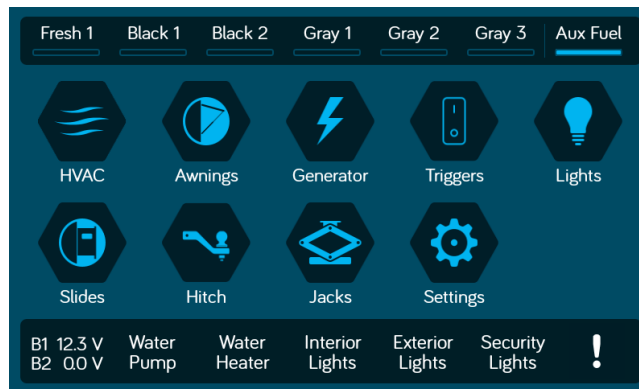 Fresh 1 Black 1 Black 2 Gray 1 Gray 2 Gray 3 Aux Fuel
HVAC Awnings Generator Triggers Lights
Slides Hitch Jacks Settings
B1 12.3 V Water Water Interior Exterior Security !
B2 0.0 V Pump Heater Lights Lights Lights